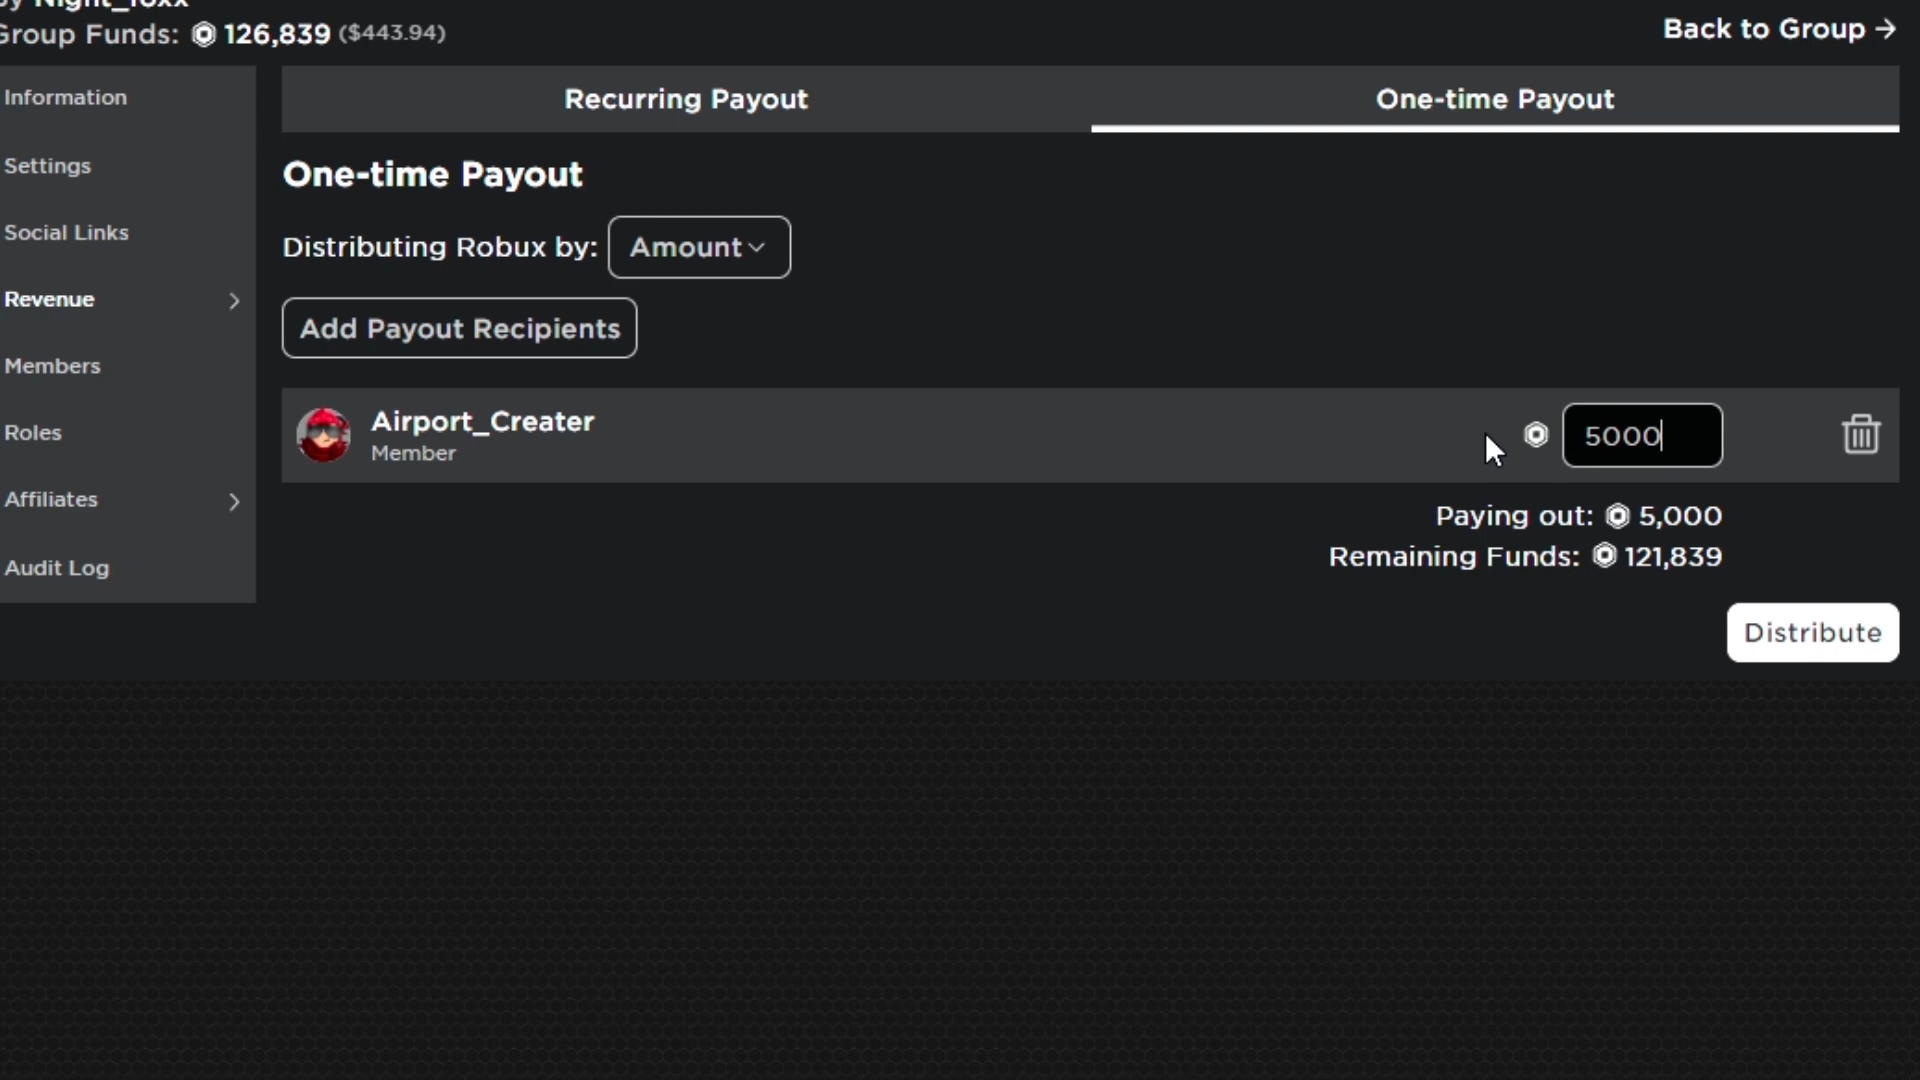 Night_foxx
Group Funds: 126,839 ($443.94)
Back to Group →
Information
Settings
Social Links
Revenue
Members
Roles
Affiliates
Audit Log
Recurring Payout
One-time Payout
One-time Payout
Distributing Robux by: Amount
Add Payout Recipients
Airport_Creater
Member
5000
Paying out: 5,000
Remaining Funds: 121,839
Distribute